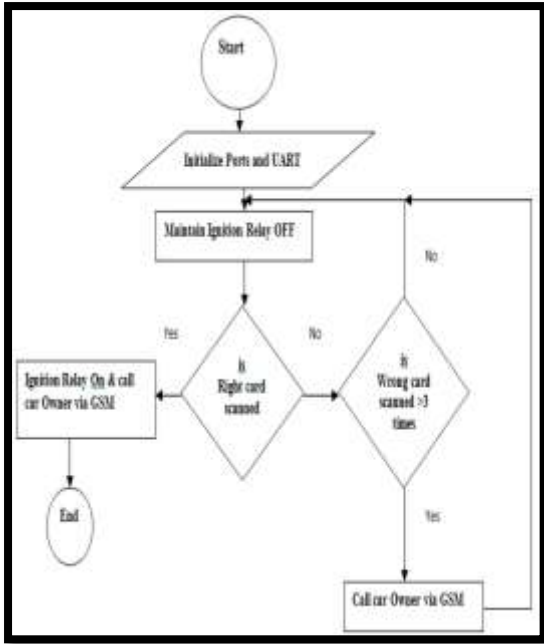 Start
Initialize Ports and UART
Maintain Ignition Relay OFF
No
Yes
No
is
Right card
scanned
is
Wrong card
scanned >3
times
Ignition Relay On & call
car Owner via GSM
End
Yes
Call car Owner via GSM